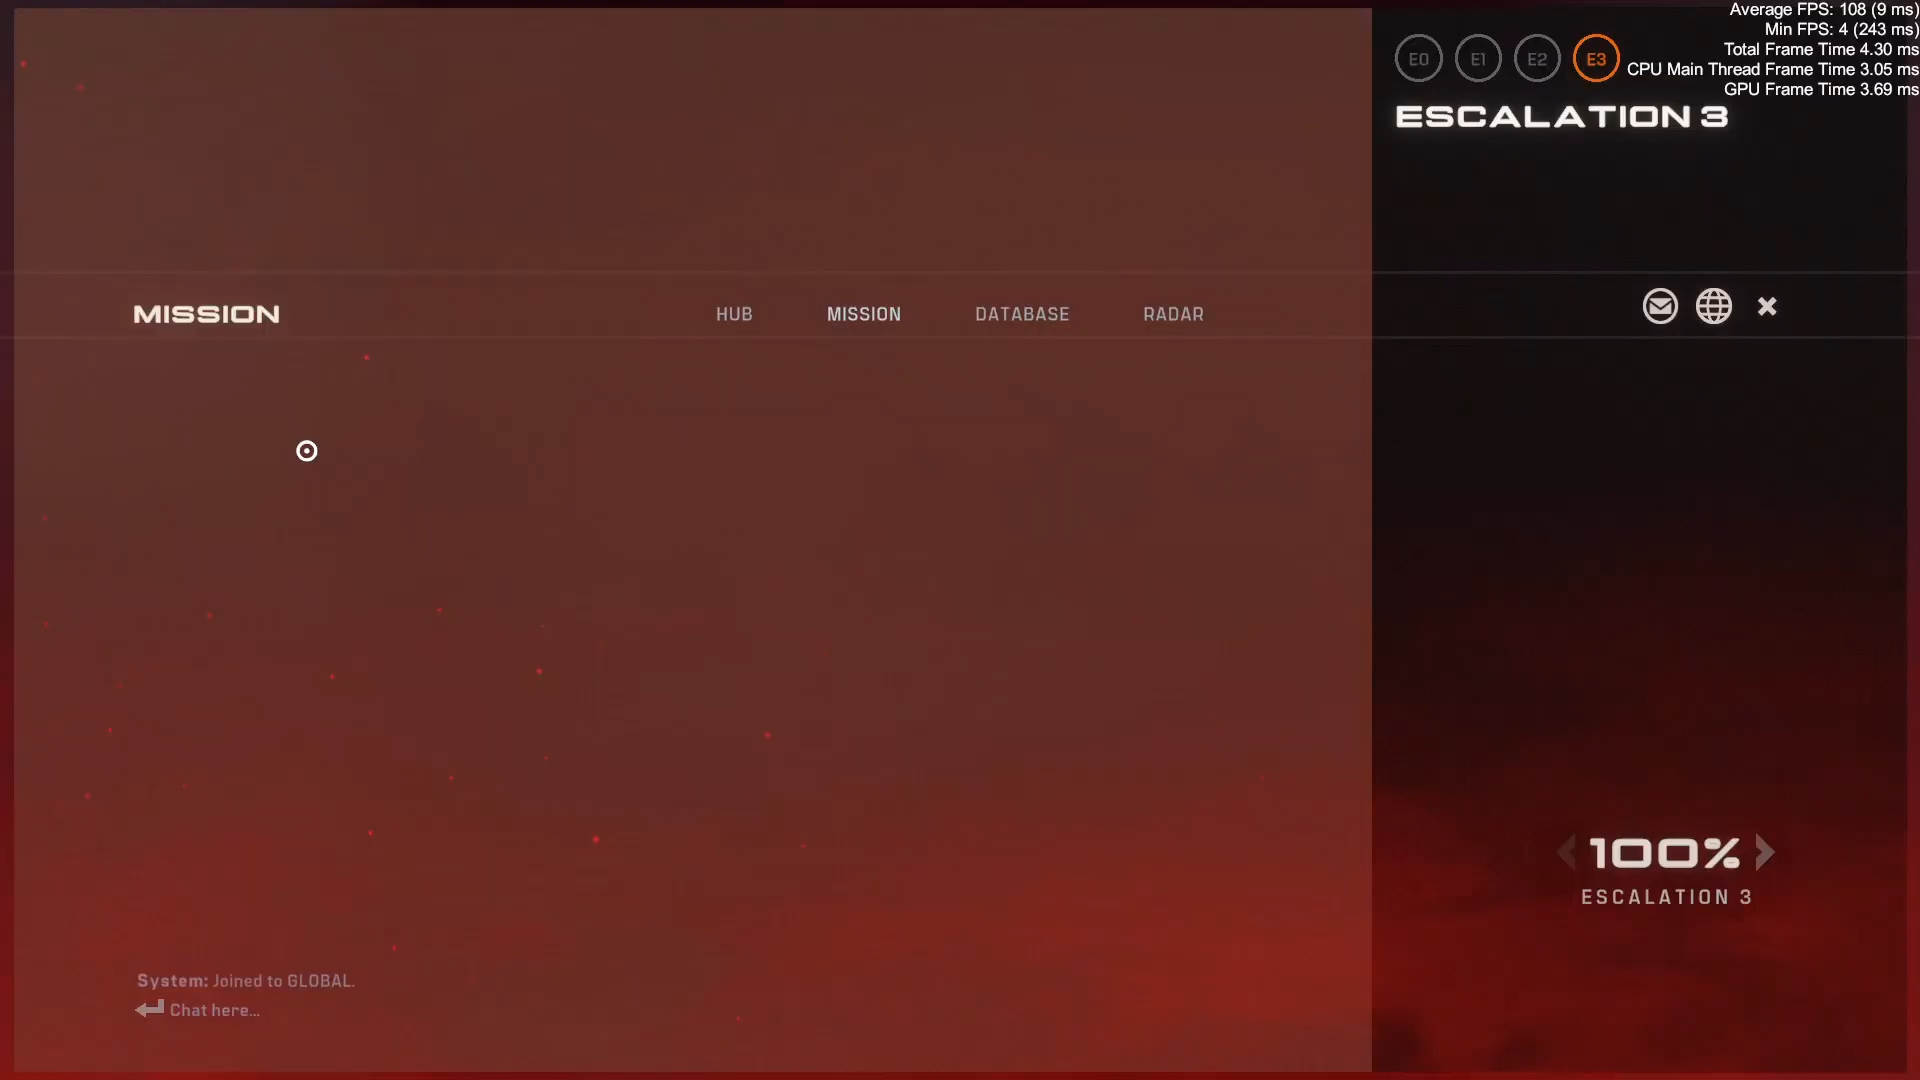 Average FPS: 108 (9 ms)
Min FPS: 4 (243 ms)
Total Frame Time 4.30 ms
CPU Main Thread Frame Time 3.05 ms
GPU Frame Time 3.69 ms
E0 E1 E2 E3
ESCALATION 3
MISSION
HUB MISSION DATABASE RADAR
100%
ESCALATION 3
System: Joined to GLOBAL.
Chat here...